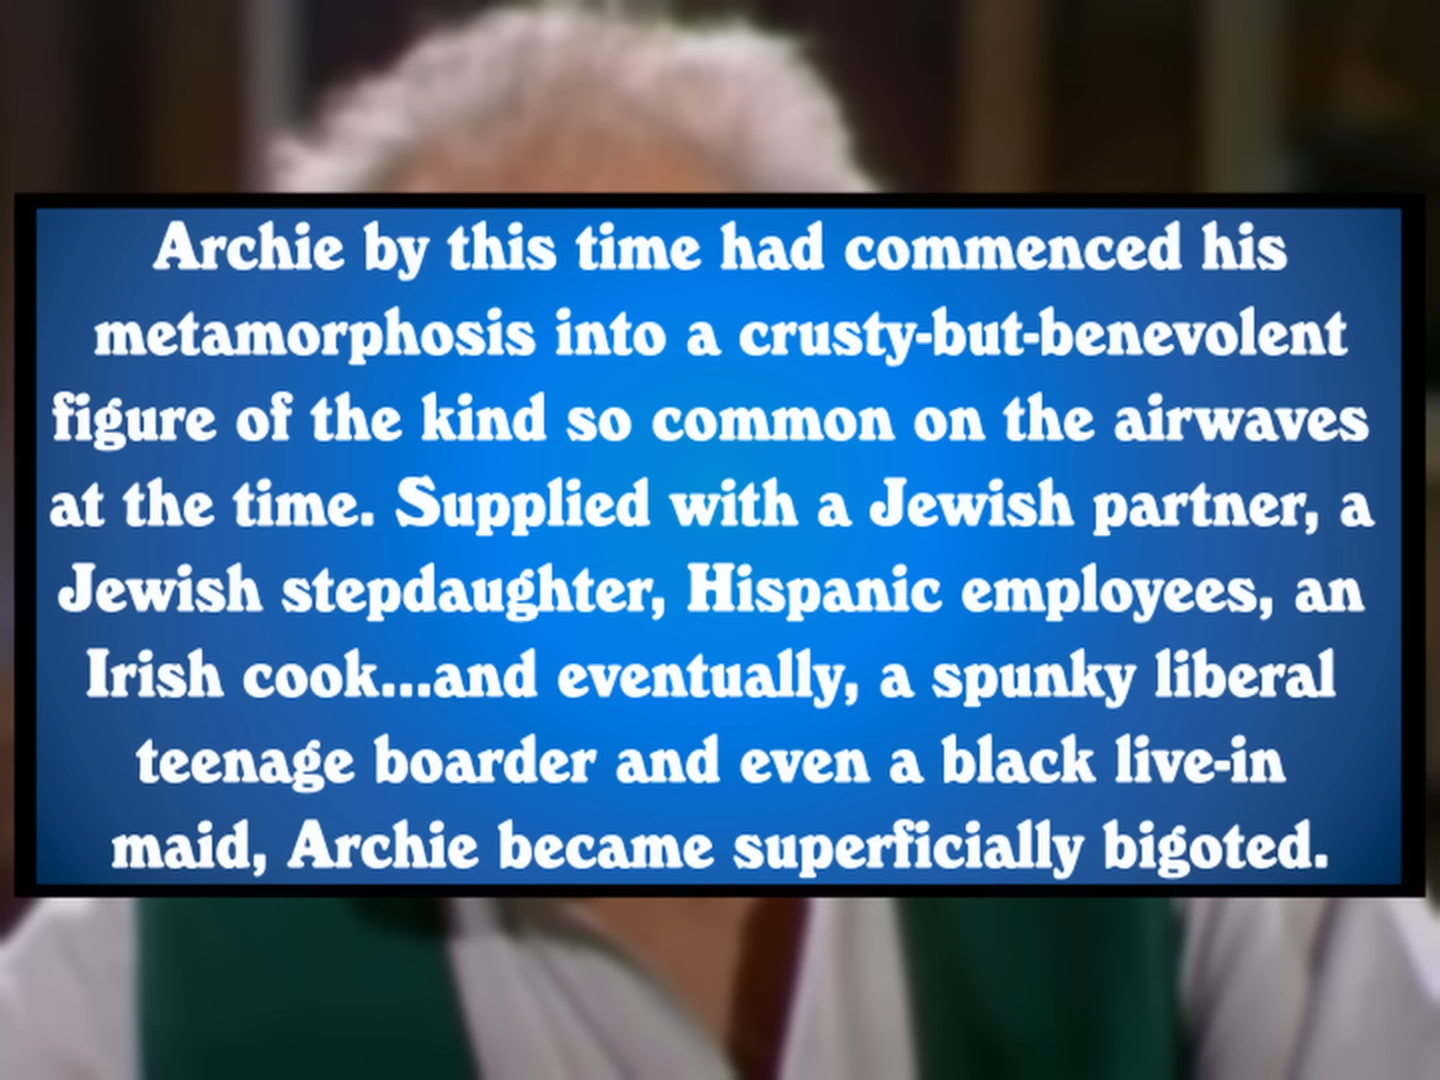 Archie by this time had commenced his
metamorphosis into a crusty-but-benevolent
figure of the kind so common on the airwaves
at the time. Supplied with a Jewish partner, a
Jewish stepdaughter, Hispanic employees, an
Irish cook...and eventually, a spunky liberal
teenage boarder and even a black live-in
maid, Archie became superficially bigoted.